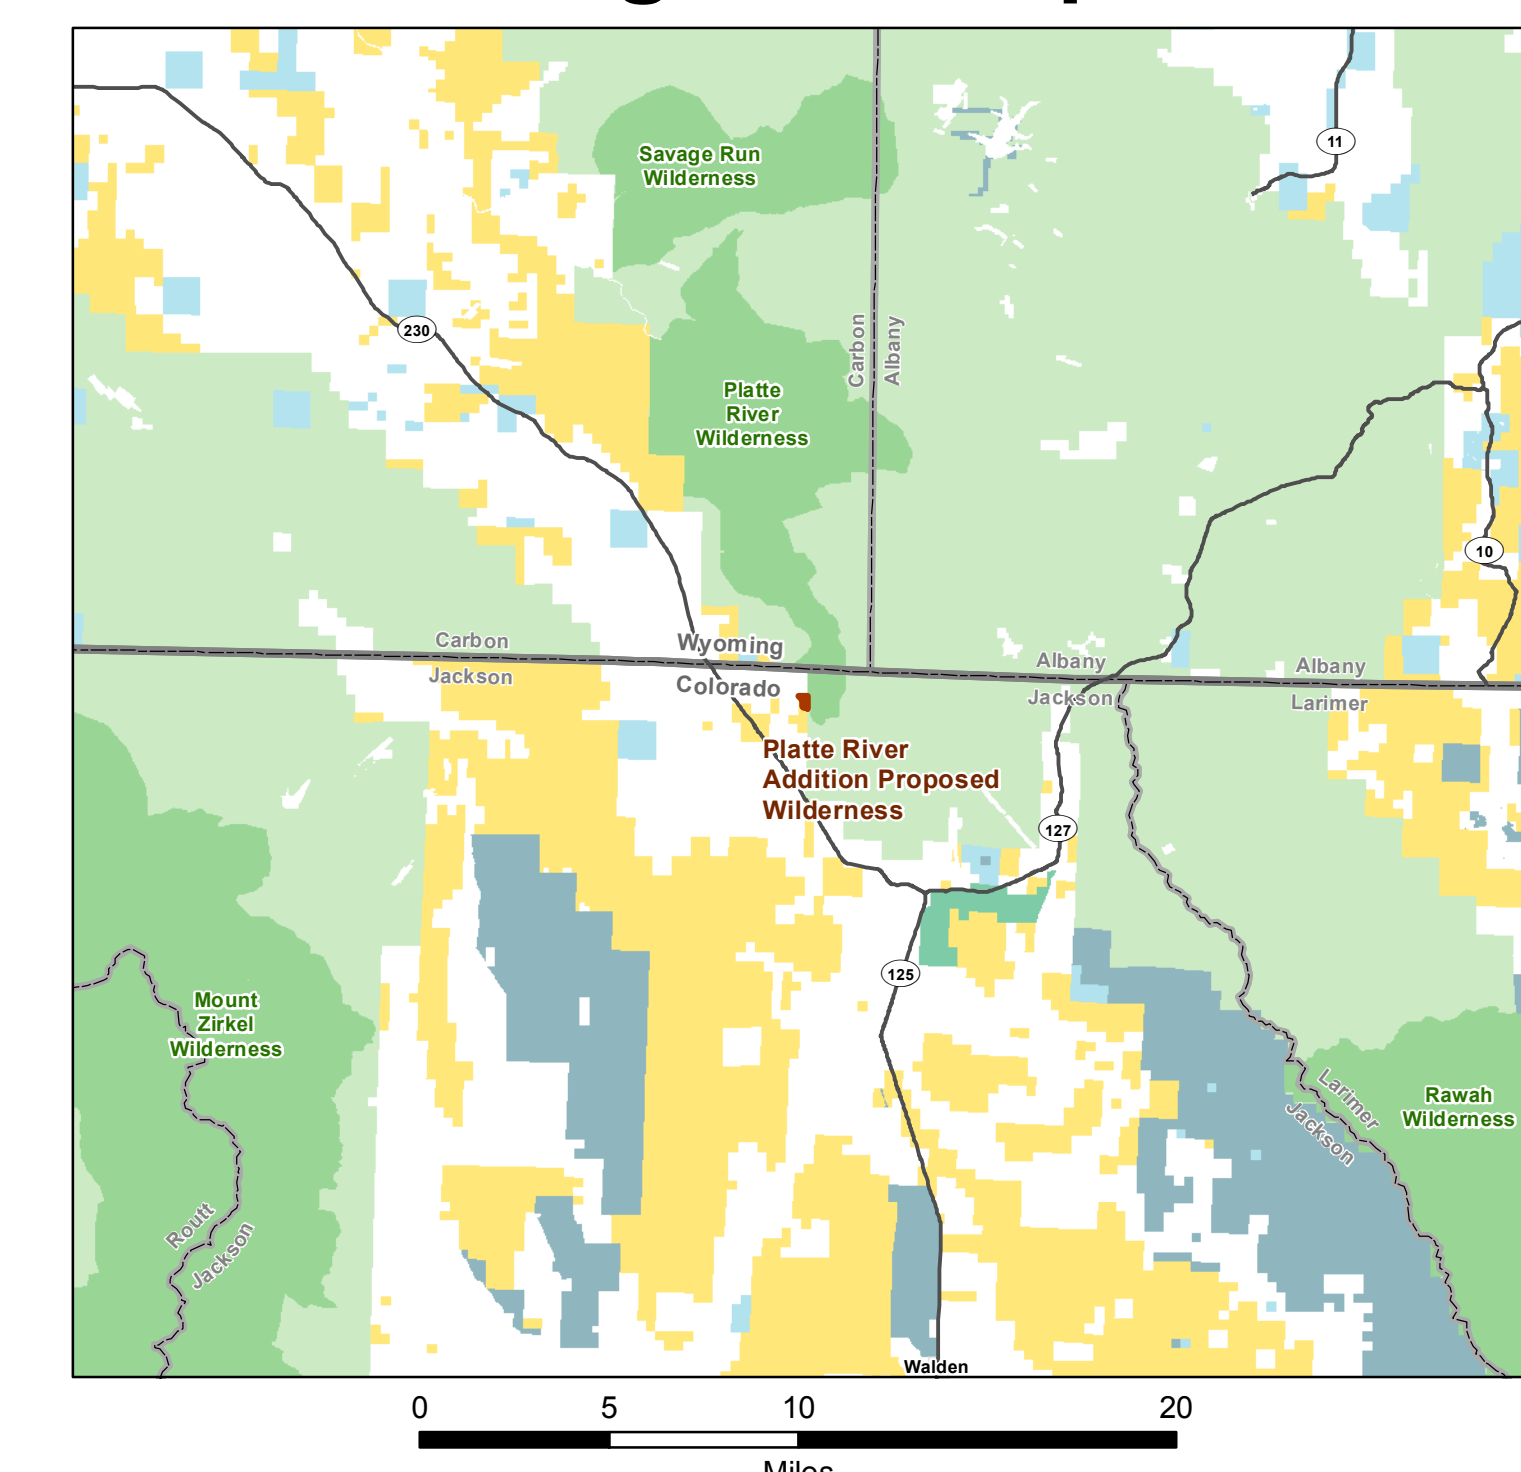 Savage Run
Wilderness
11
230
Carbon
Albany
Platte
River
Wilderness
10
Carbon
Jackson
Wyoming
Colorado
Albany
Jackson
Albany
Larimer
Platte River
Addition Proposed
Wilderness
127
125
Mount
Zirkel
Wilderness
Larimer
Jackson
Rawah
Wilderness
Routt
Jackson
Walden
0 5 10 20
Miles